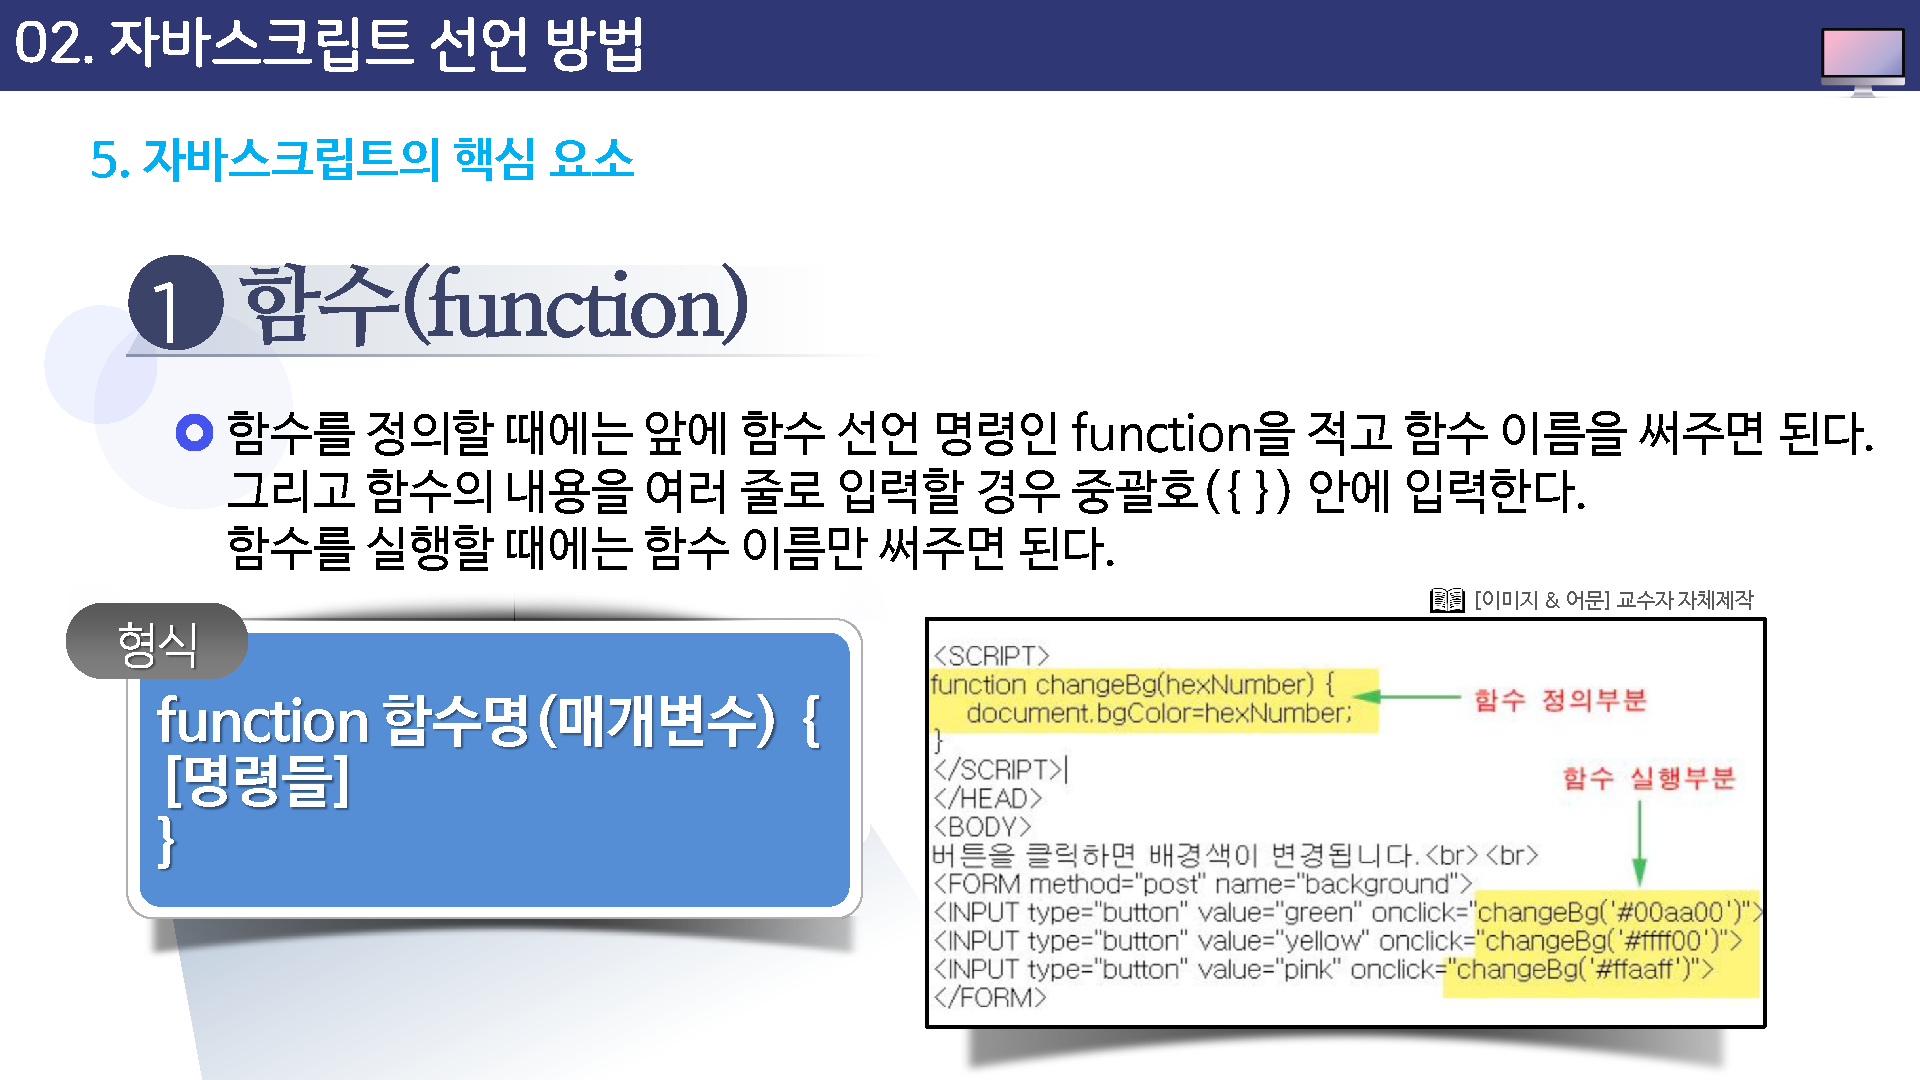 02. 자바스크립트 선언 방법
5. 자바스크립트의 핵심 요소
1 함수(function)
함수를 정의할 때에는 앞에 함수 선언 명령인 function을 적고 함수 이름을 써주면 된다.
그리고 함수의 내용을 여러 줄로 입력할 경우 중괄호({ }) 안에 입력한다.
함수를 실행할 때에는 함수 이름만 써주면 된다.
형식
function 함수명(매개변수) {
[명령들]
}
[이미지 & 어문] 교수자 자체제작
<SCRIPT>
function changeBg(hexNumber) {
document.bgColor=hexNumber;
}
</SCRIPT>
</HEAD>
<BODY>
버튼을 클릭하면 배경색이 변경됩니다.<br><br>
<FORM method="post" name="background">
<INPUT type="button" value="green" onclick="changeBg('#00aa00')">
<INPUT type="button" value="yellow" onclick="changeBg('#ffff00')">
<INPUT type="button" value="pink" onclick="changeBg('#ffaaff')">
</FORM>
함수 정의부분
함수 실행부분